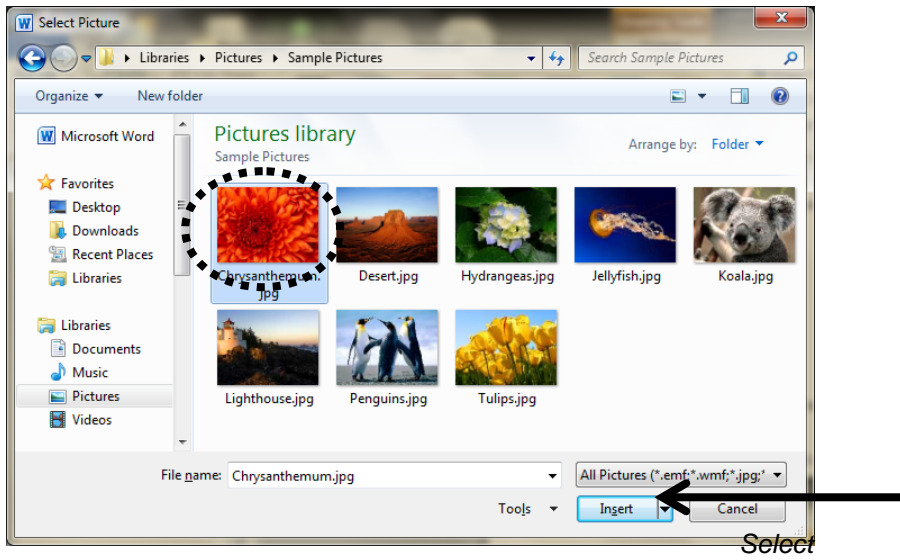 Select Picture
Libraries Pictures Sample Pictures
Search Sample Pictures
Organize New folder
Microsoft Word
Favorites
Desktop
Downloads
Recent Places
Libraries
Libraries
Documents
Music
Pictures
Videos
Pictures library
Sample Pictures
Arrange by: Folder
Chrysanthemum.
jpg
Desert.jpg
Hydrangeas.jpg
Jellyfish.jpg
Koala.jpg
Lighthouse.jpg
Penguins.jpg
Tulips.jpg
File name: Chrysanthemum.jpg
All Pictures (*.emf;*.wmf;*.jpg;*
Tools
Insert
Cancel
Select